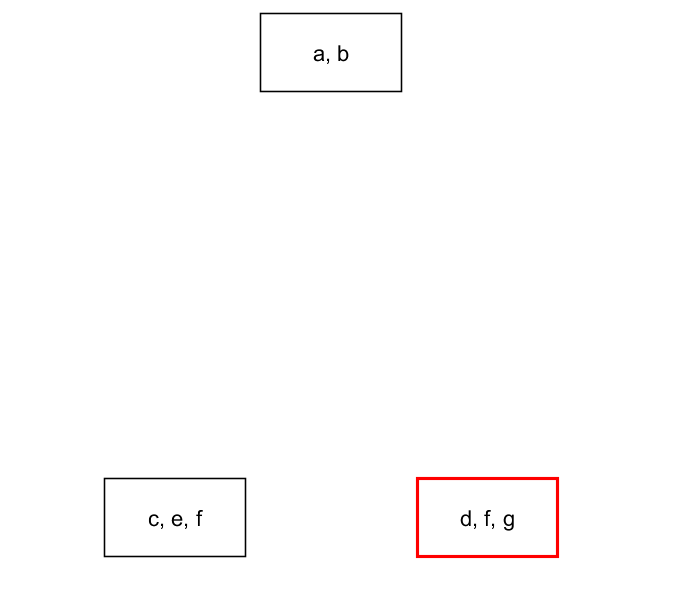 a, b
c, e, f
d, f, g